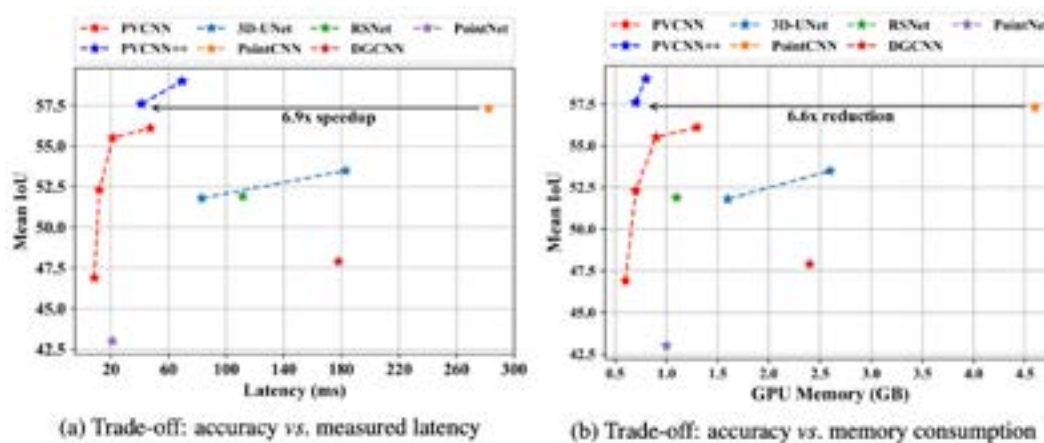 PVCNN 3D-UNet RSNet PointNet
PVCNN++ PointCNN DGCNN
57.5
55.0
52.5
50.0
47.5
45.0
42.5
Mean IoU
6.9x speedup
20 60 100 140 180 220 260 300
Latency (ms)
(a) Trade-off: accuracy vs. measured latency
PVCNN 3D-UNet RSNet PointNet
PVCNN++ PointCNN DGCNN
57.5
55.0
52.5
50.0
47.5
45.0
42.5
Mean IoU
6.6x reduction
0.5 1.0 1.5 2.0 2.5 3.0 3.5 4.0 4.5
GPU Memory (GB)
(b) Trade-off: accuracy vs. memory consumption